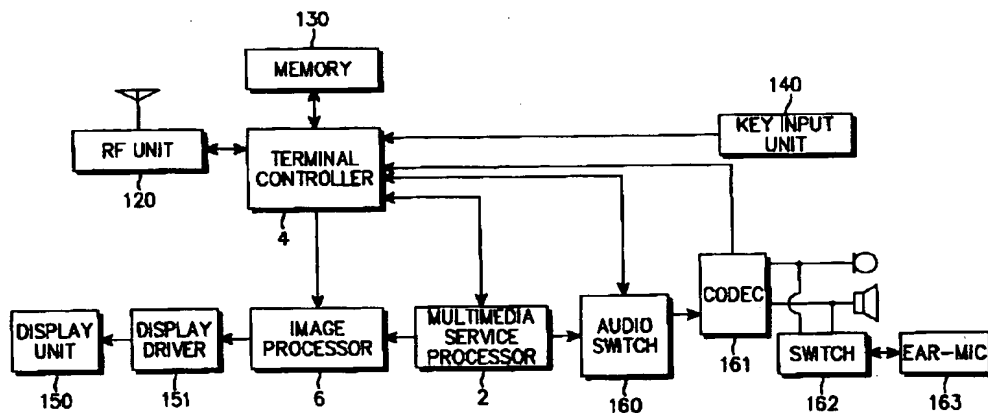 130
MEMORY
140
KEY INPUT
UNIT
RF UNIT
120
TERMINAL
CONTROLLER
4
CODEC
161
DISPLAY
UNIT
150
DISPLAY
DRIVER
151
IMAGE
PROCESSOR
6
MULTIMEDIA
SERVICE
PROCESSOR
2
AUDIO
SWITCH
160
SWITCH
162
EAR-MIC
163